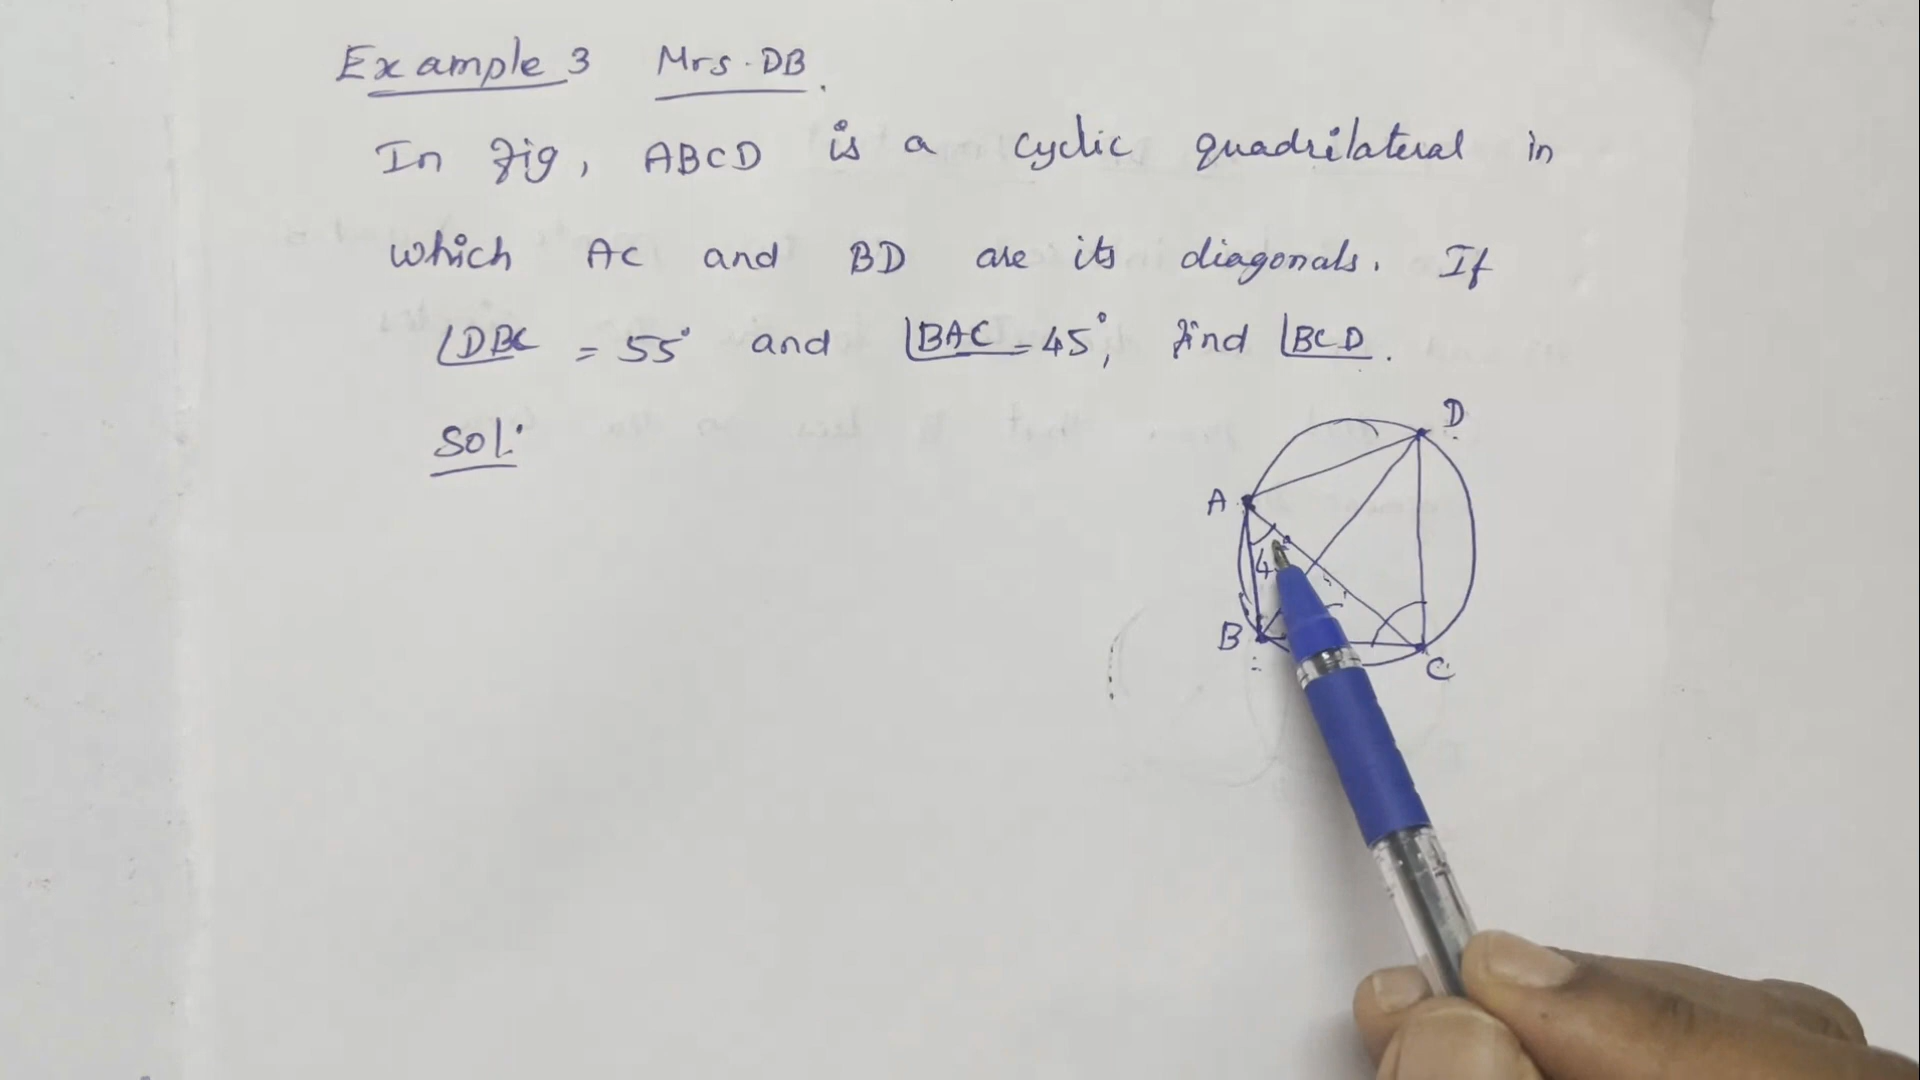 Example 3 Mrs. DB.
In fig, ABCD is a cyclic quadrilateral in
which AC and BD are its diagonals. If
∠DBC = 55° and ∠BAC = 45°, find ∠BCD.
Sol:
D
A
4
B
C